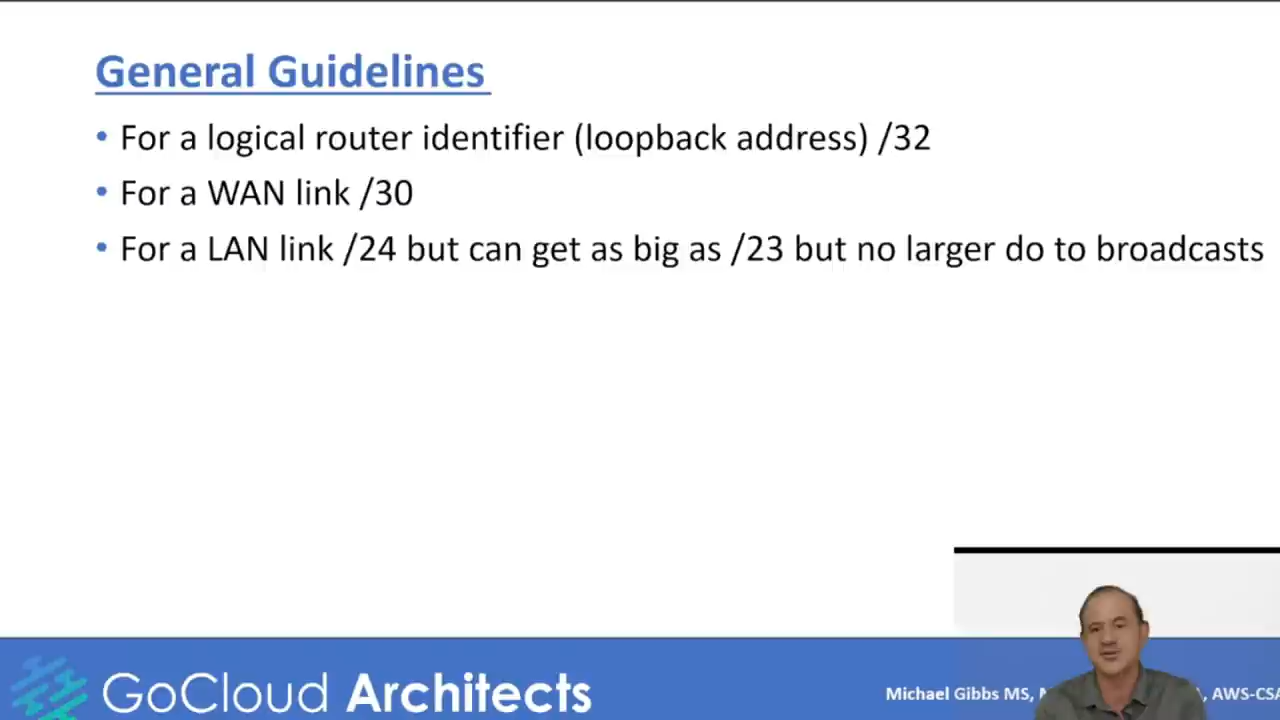 General Guidelines
• For a logical router identifier (loopback address) /32
• For a WAN link /30
• For a LAN link /24 but can get as big as /23 but no larger do to broadcasts
GoCloud Architects
Michael Gibbs MS, AWS-CSA